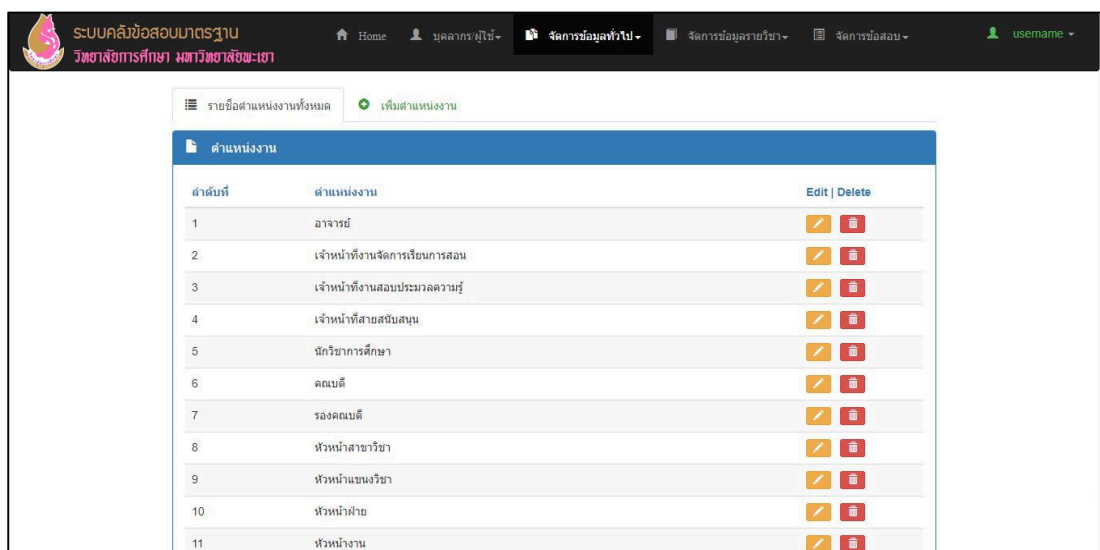 ระบบคลังข้อสอบมาตรฐาน
วิทยาลัยการศึกษา มหาวิทยาลัยพะเยา
Home บุคลากร/ผู้ใช้ จัดการข้อมูลทั่วไป จัดการข้อมูลรายวิชา จัดการข้อสอบ username
รายชื่อตำแหน่งงานทั้งหมด เพิ่มตำแหน่งงาน
ตำแหน่งงาน
ลำดับที่ ตำแหน่งงาน Edit | Delete
1 อาจารย์
2 เจ้าหน้าที่งานจัดการเรียนการสอน
3 เจ้าหน้าที่งานสอบประมวลความรู้
4 เจ้าหน้าที่สายสนับสนุน
5 นักวิชาการศึกษา
6 คณบดี
7 รองคณบดี
8 หัวหน้าสาขาวิชา
9 หัวหน้าแขนงวิชา
10 หัวหน้าฝ่าย
11 หัวหน้างาน